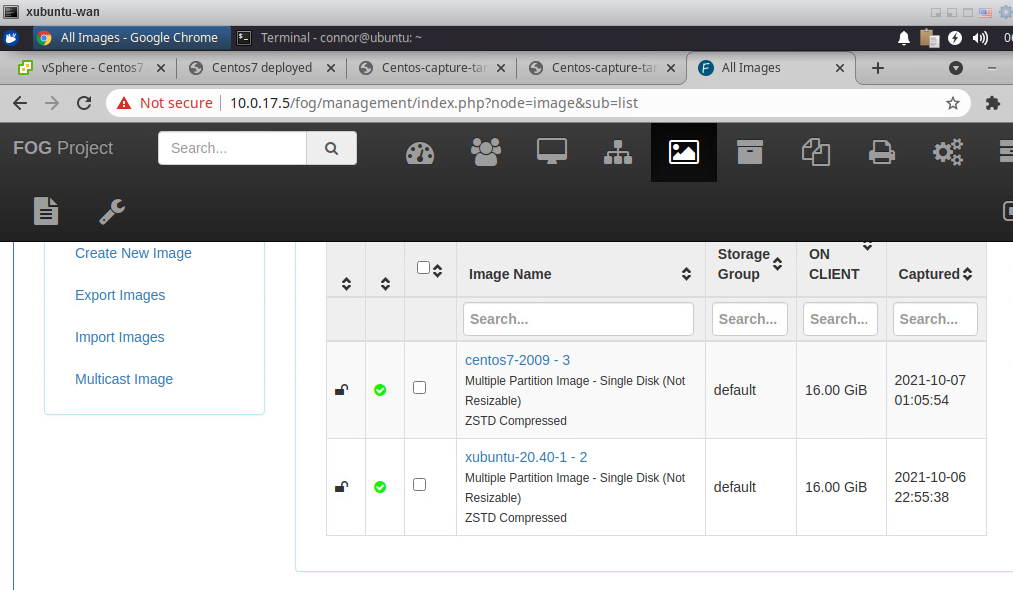 xubuntu-wan
All Images - Google Chrome
Terminal - connor@ubuntu: ~
vSphere - Centos7
Centos7 deployed
Centos-capture-tar
Centos-capture-tar
All Images
Not secure
10.0.17.5/fog/management/index.php?node=image&sub=list
FOG Project
Search...
Create New Image
Export Images
Import Images
Multicast Image
Image Name
Storage Group
ON CLIENT
Captured
Search...
Search...
Search...
Search...
centos7-2009 - 3
Multiple Partition Image - Single Disk (Not
Resizable)
ZSTD Compressed
default
16.00 GiB
2021-10-07
01:05:54
xubuntu-20.40-1 - 2
Multiple Partition Image - Single Disk (Not
Resizable)
ZSTD Compressed
default
16.00 GiB
2021-10-06
22:55:38